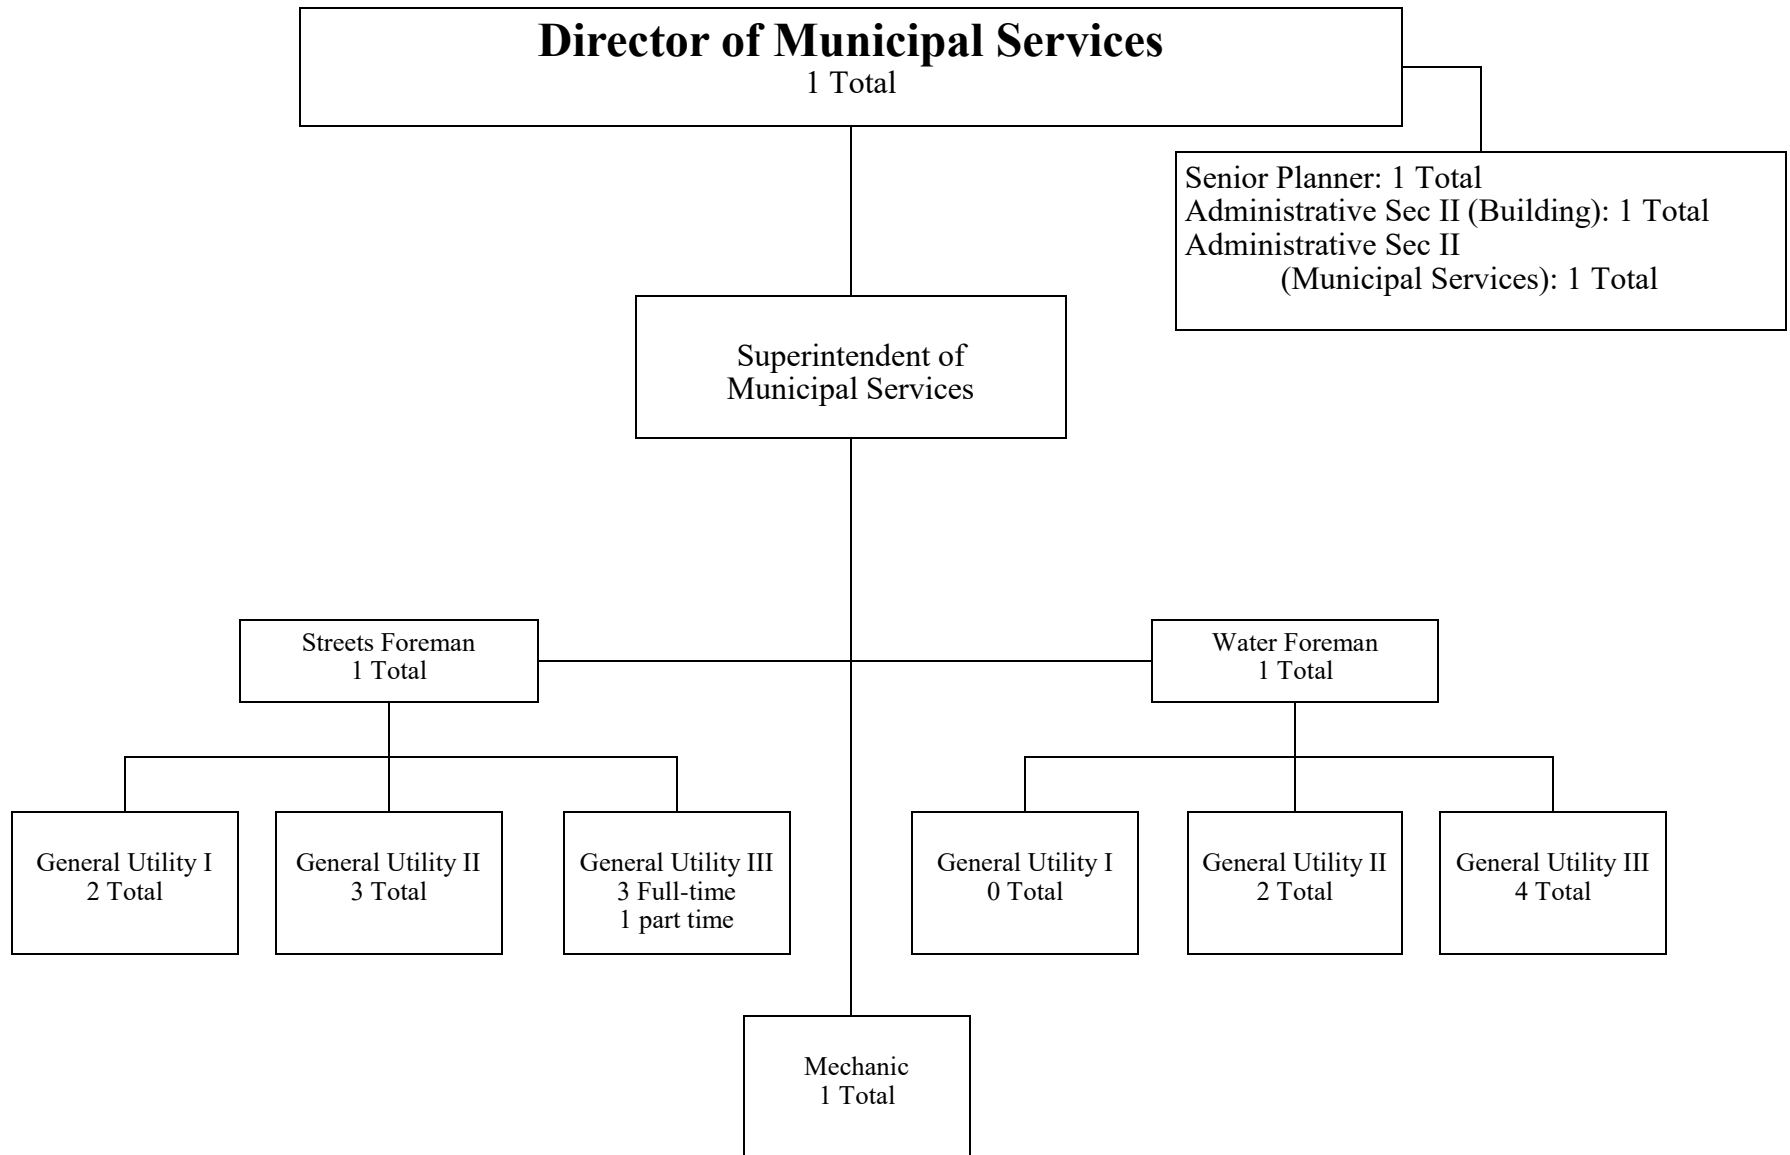 Director of Municipal Services
1 Total
Senior Planner: 1 Total
Administrative Sec II (Building): 1 Total
Administrative Sec II
(Municipal Services): 1 Total
Superintendent of
Municipal Services
Streets Foreman
1 Total
Water Foreman
1 Total
General Utility I
2 Total
General Utility II
3 Total
General Utility III
3 Full-time
1 part time
General Utility I
0 Total
General Utility II
2 Total
General Utility III
4 Total
Mechanic
1 Total